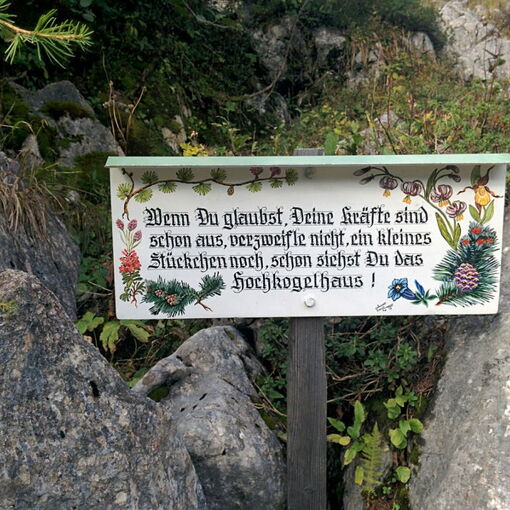 Wenn Du glaubst, Deine Kräfte sind
schon aus, verzweifle nicht, ein kleines
Stückchen noch, schon siehst Du das
Hochkogelhaus !